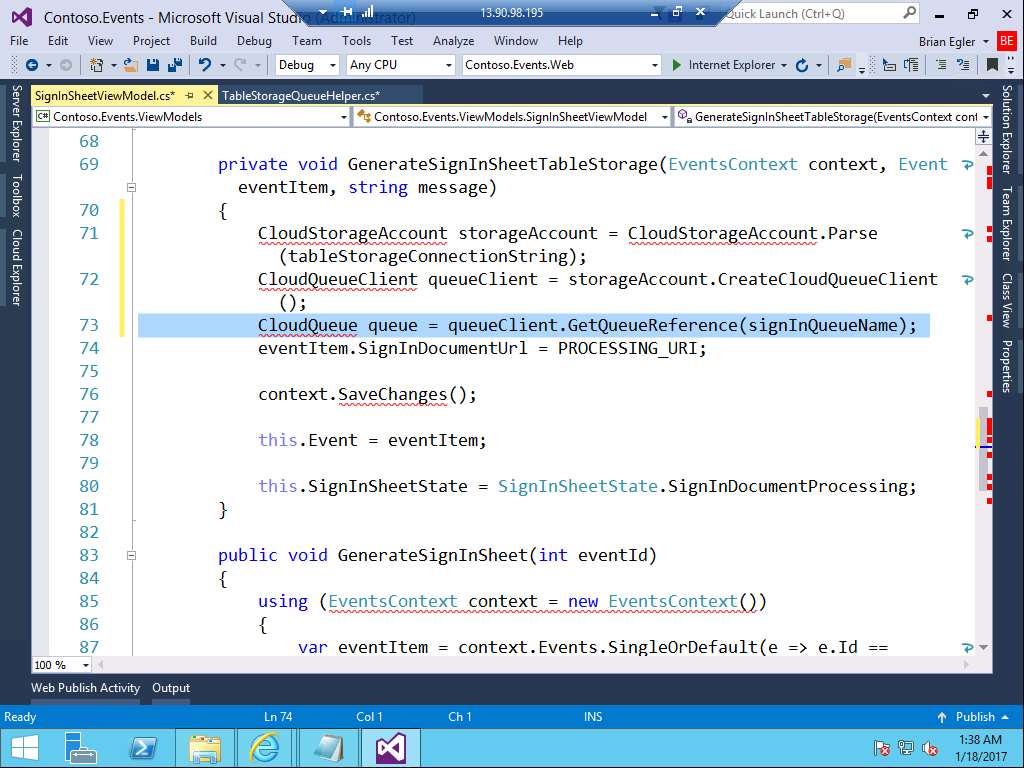 Contoso.Events - Microsoft Visual Studio (Administrator)
13.90.98.195
Quick Launch (Ctrl+Q)
File Edit View Project Build Debug Team Tools Test Analyze Window Help
Brian Egler BE
Debug Any CPU Contoso.Events.Web Internet Explorer
SignInSheetViewModel.cs* TableStorageQueueHelper.cs*
C# Contoso.Events.ViewModels Contoso.Events.ViewModels.SignInSheetViewModel GenerateSignInSheetTableStorage(EventsContext cont
Server Explorer
Toolbox
Cloud Explorer
68
69 private void GenerateSignInSheetTableStorage(EventsContext context, Event
eventItem, string message)
70 {
71 CloudStorageAccount storageAccount = CloudStorageAccount.Parse
(tableStorageConnectionString);
72 CloudQueueClient queueClient = storageAccount.CreateCloudQueueClient
();
73 CloudQueue queue = queueClient.GetQueueReference(signInQueueName);
74 eventItem.SignInDocumentUrl = PROCESSING_URI;
75
76 context.SaveChanges();
77
78 this.Event = eventItem;
79
80 this.SignInSheetState = SignInSheetState.SignInDocumentProcessing;
81 }
82
83 public void GenerateSignInSheet(int eventId)
84 {
85 using (EventsContext context = new EventsContext())
86 {
87 var eventItem = context.Events.SingleOrDefault(e => e.Id ==
Solution Explorer
Team Explorer
Class View
Properties
100 %
Web Publish Activity Output
Ready Ln 74 Col 1 Ch 1 INS Publish
1:38 AM
1/18/2017